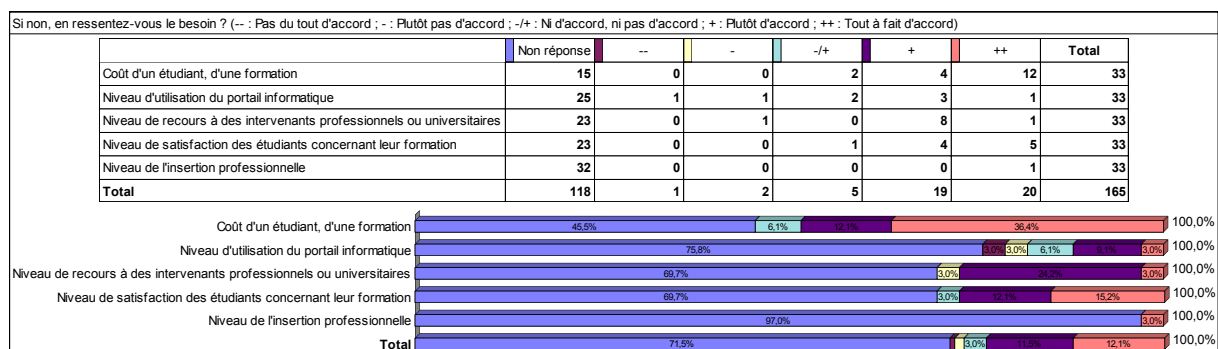 Si non, en ressentez-vous le besoin ? (-- : Pas du tout d'accord ; - : Plutôt pas d'accord ; -/+ : Ni d'accord, ni pas d'accord ; + : Plutôt d'accord ; ++ : Tout à fait d'accord)
Non réponse -- - -/+ + ++ Total
Coût d'un étudiant, d'une formation 15 0 0 2 4 12 33
Niveau d'utilisation du portail informatique 25 1 1 2 3 1 33
Niveau de recours à des intervenants professionnels ou universitaires 23 0 1 0 8 1 33
Niveau de satisfaction des étudiants concernant leur formation 23 0 0 1 4 5 33
Niveau de l'insertion professionnelle 32 0 0 0 0 1 33
Total 118 1 2 5 19 20 165
Coût d'un étudiant, d'une formation 45,5% 6,1% 12,1% 36,4% 100,0%
Niveau d'utilisation du portail informatique 75,8% 3,0% 3,0% 6,1% 9,1% 3,0% 100,0%
Niveau de recours à des intervenants professionnels ou universitaires 69,7% 3,0% 24,2% 3,0% 100,0%
Niveau de satisfaction des étudiants concernant leur formation 69,7% 3,0% 12,1% 15,2% 100,0%
Niveau de l'insertion professionnelle 97,0% 3,0% 100,0%
Total 71,5% 3,0% 11,5% 12,1% 100,0%